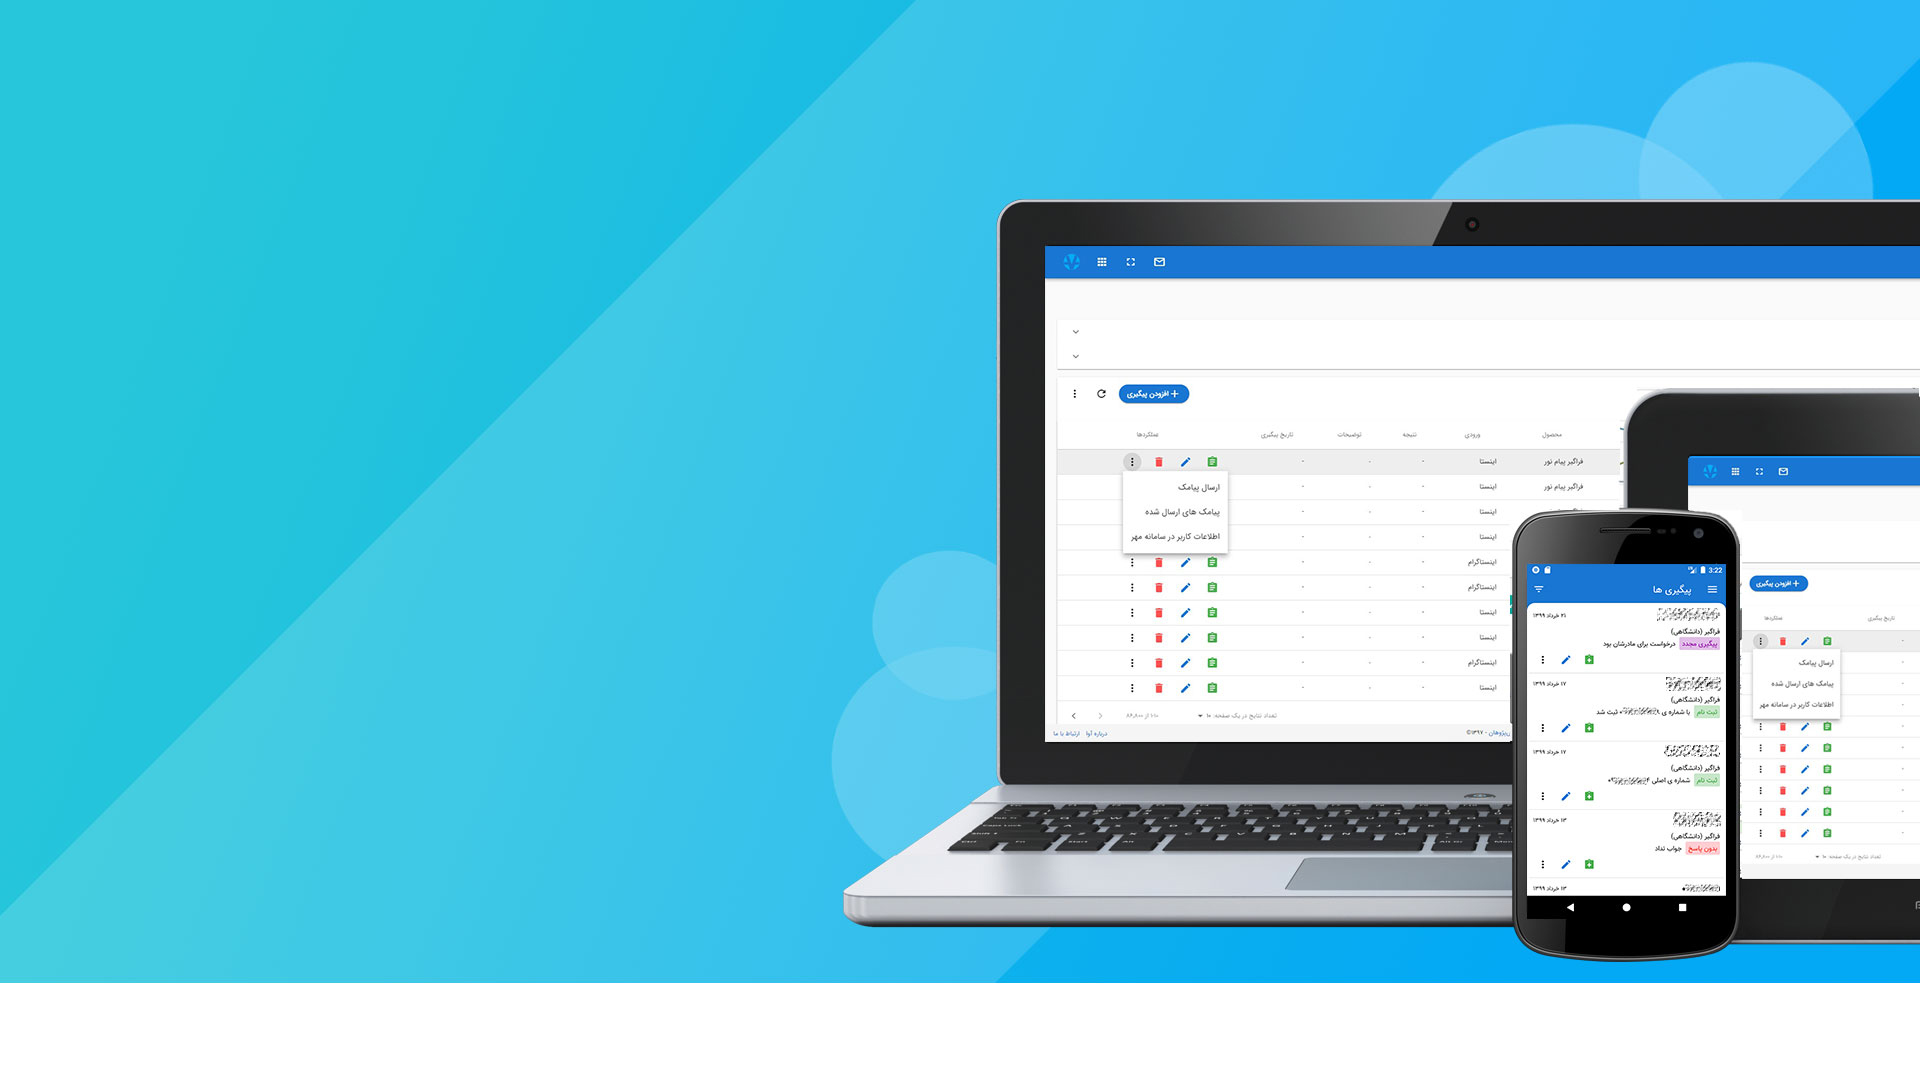 افزودن پیگیری +
محصول ورودی نتیجه توضیحات تاریخ پیگیری عملکردها
فراگیر پیام نور اینستا - - -
فراگیر پیام نور اینستا - - -
اینستا - - -
اینستا - - -
اینستاگرام - - -
اینستاگرام - - -
اینستا - - -
اینستا - - -
اینستاگرام - - -
اینستا - - -
ارسال پیامک
پیامک های ارسال شده
اطلاعات کاربر در سامانه مهر
تعداد نتایج در یک صفحه: ۱۰
۱۳۹۷©
درباره آوا ارتباط با ما
3:22
پیگیری ها
۲۱ خرداد ۱۳۹۹
فراگیر (دانشگاهی)
پیگیری مجدد درخواست برای مادرشان بود
۱۷ خرداد ۱۳۹۹
فراگیر (دانشگاهی)
ثبت نام با شماره ی ثبت شد
۱۷ خرداد ۱۳۹۹
فراگیر (دانشگاهی)
ثبت نام شماره ی اصلی
۱۳ خرداد ۱۳۹۹
فراگیر (دانشگاهی)
بدون پاسخ جواب نداد
۱۳ خرداد ۱۳۹۹
افزودن پیگیری +
تاریخ پیگیری عملکردها
ارسال پیامک
پیامک های ارسال شده
اطلاعات کاربر در سامانه مهر
تعداد نتایج در یک صفحه: ۱۰